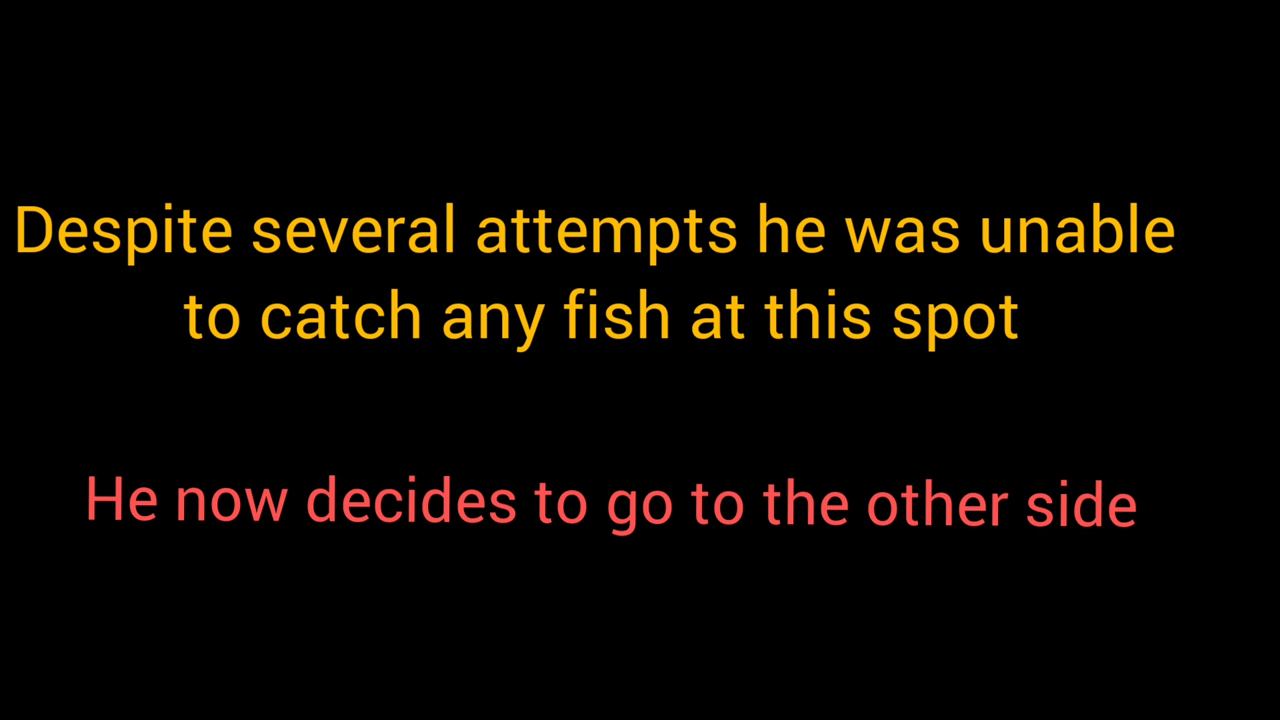 Despite several attempts he was unable
to catch any fish at this spot
He now decides to go to the other side